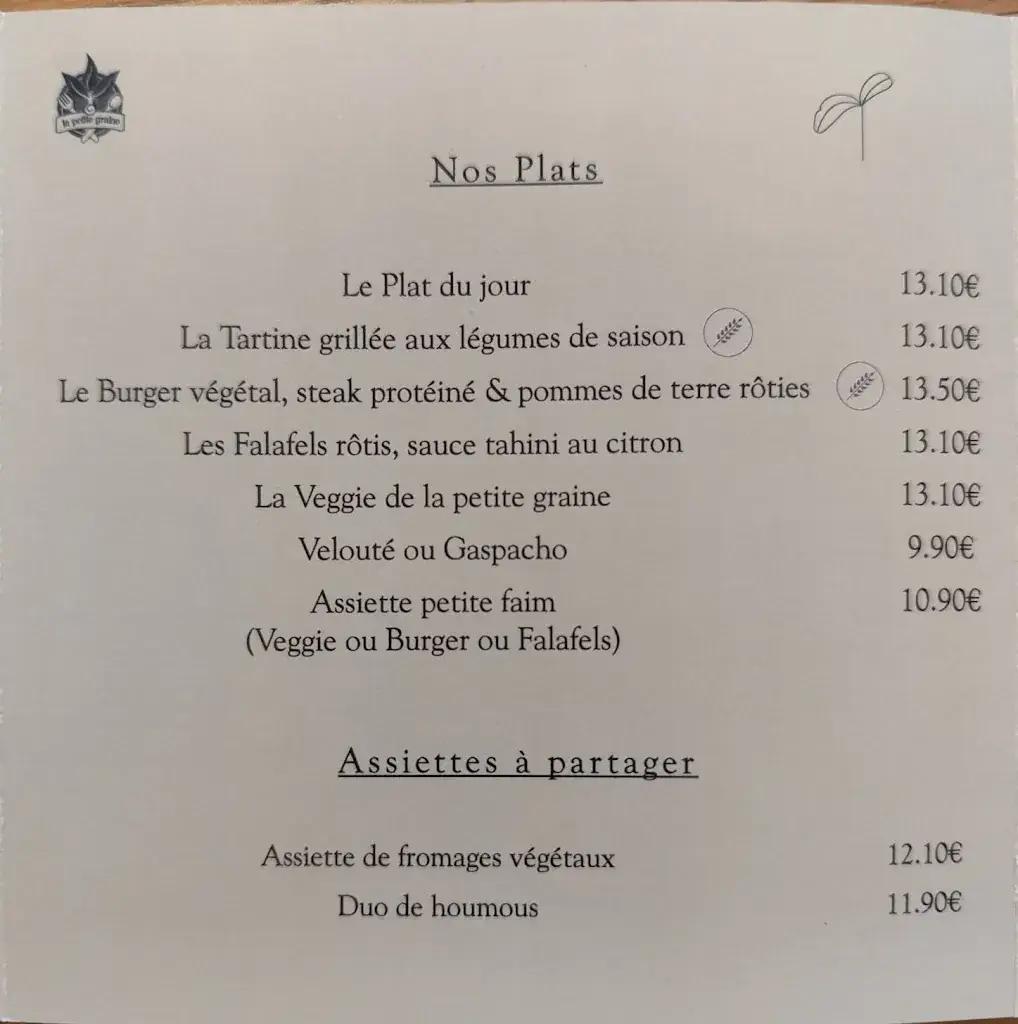 la petite graine
Nos Plats
Le Plat du jour 13.10€
La Tartine grillée aux légumes de saison 13.10€
Le Burger végétal, steak protéiné & pommes de terre rôties 13.50€
Les Falafels rôtis, sauce tahini au citron 13.10€
La Veggie de la petite graine 13.10€
Velouté ou Gaspacho 9.90€
Assiette petite faim 10.90€
(Veggie ou Burger ou Falafels)
Assiettes à partager
Assiette de fromages végétaux 12.10€
Duo de houmous 11.90€